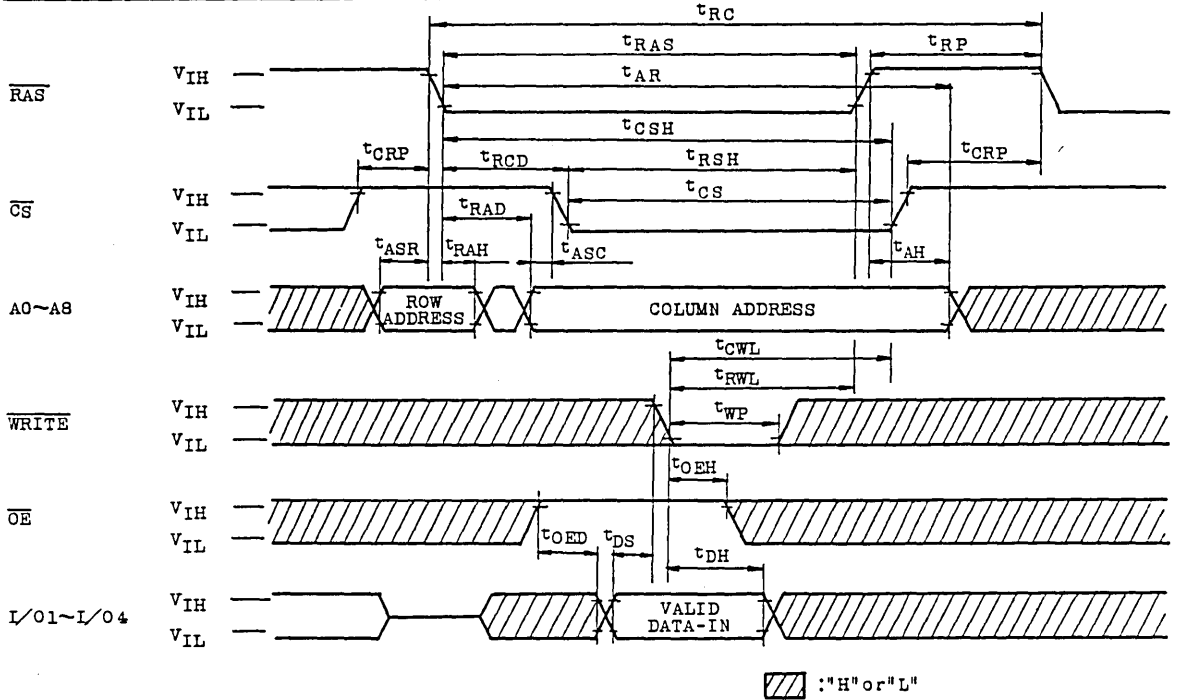 tRC
tRAS
tRP
tAR
RAS
VIH
VIL
tCSH
tCRP
tRCD
tRSH
tCRP
CS
VIH
VIL
tCS
tRAD
tASR
tRAH
tASC
tAH
A0~A8
VIH
VIL
ROW
ADDRESS
COLUMN ADDRESS
tCWL
tRWL
WRITE
VIH
VIL
tWP
tOEH
OE
VIH
VIL
tOED
tDS
tDH
I/O1~I/O4
VIH
VIL
VALID
DATA-IN
:"H"or"L"